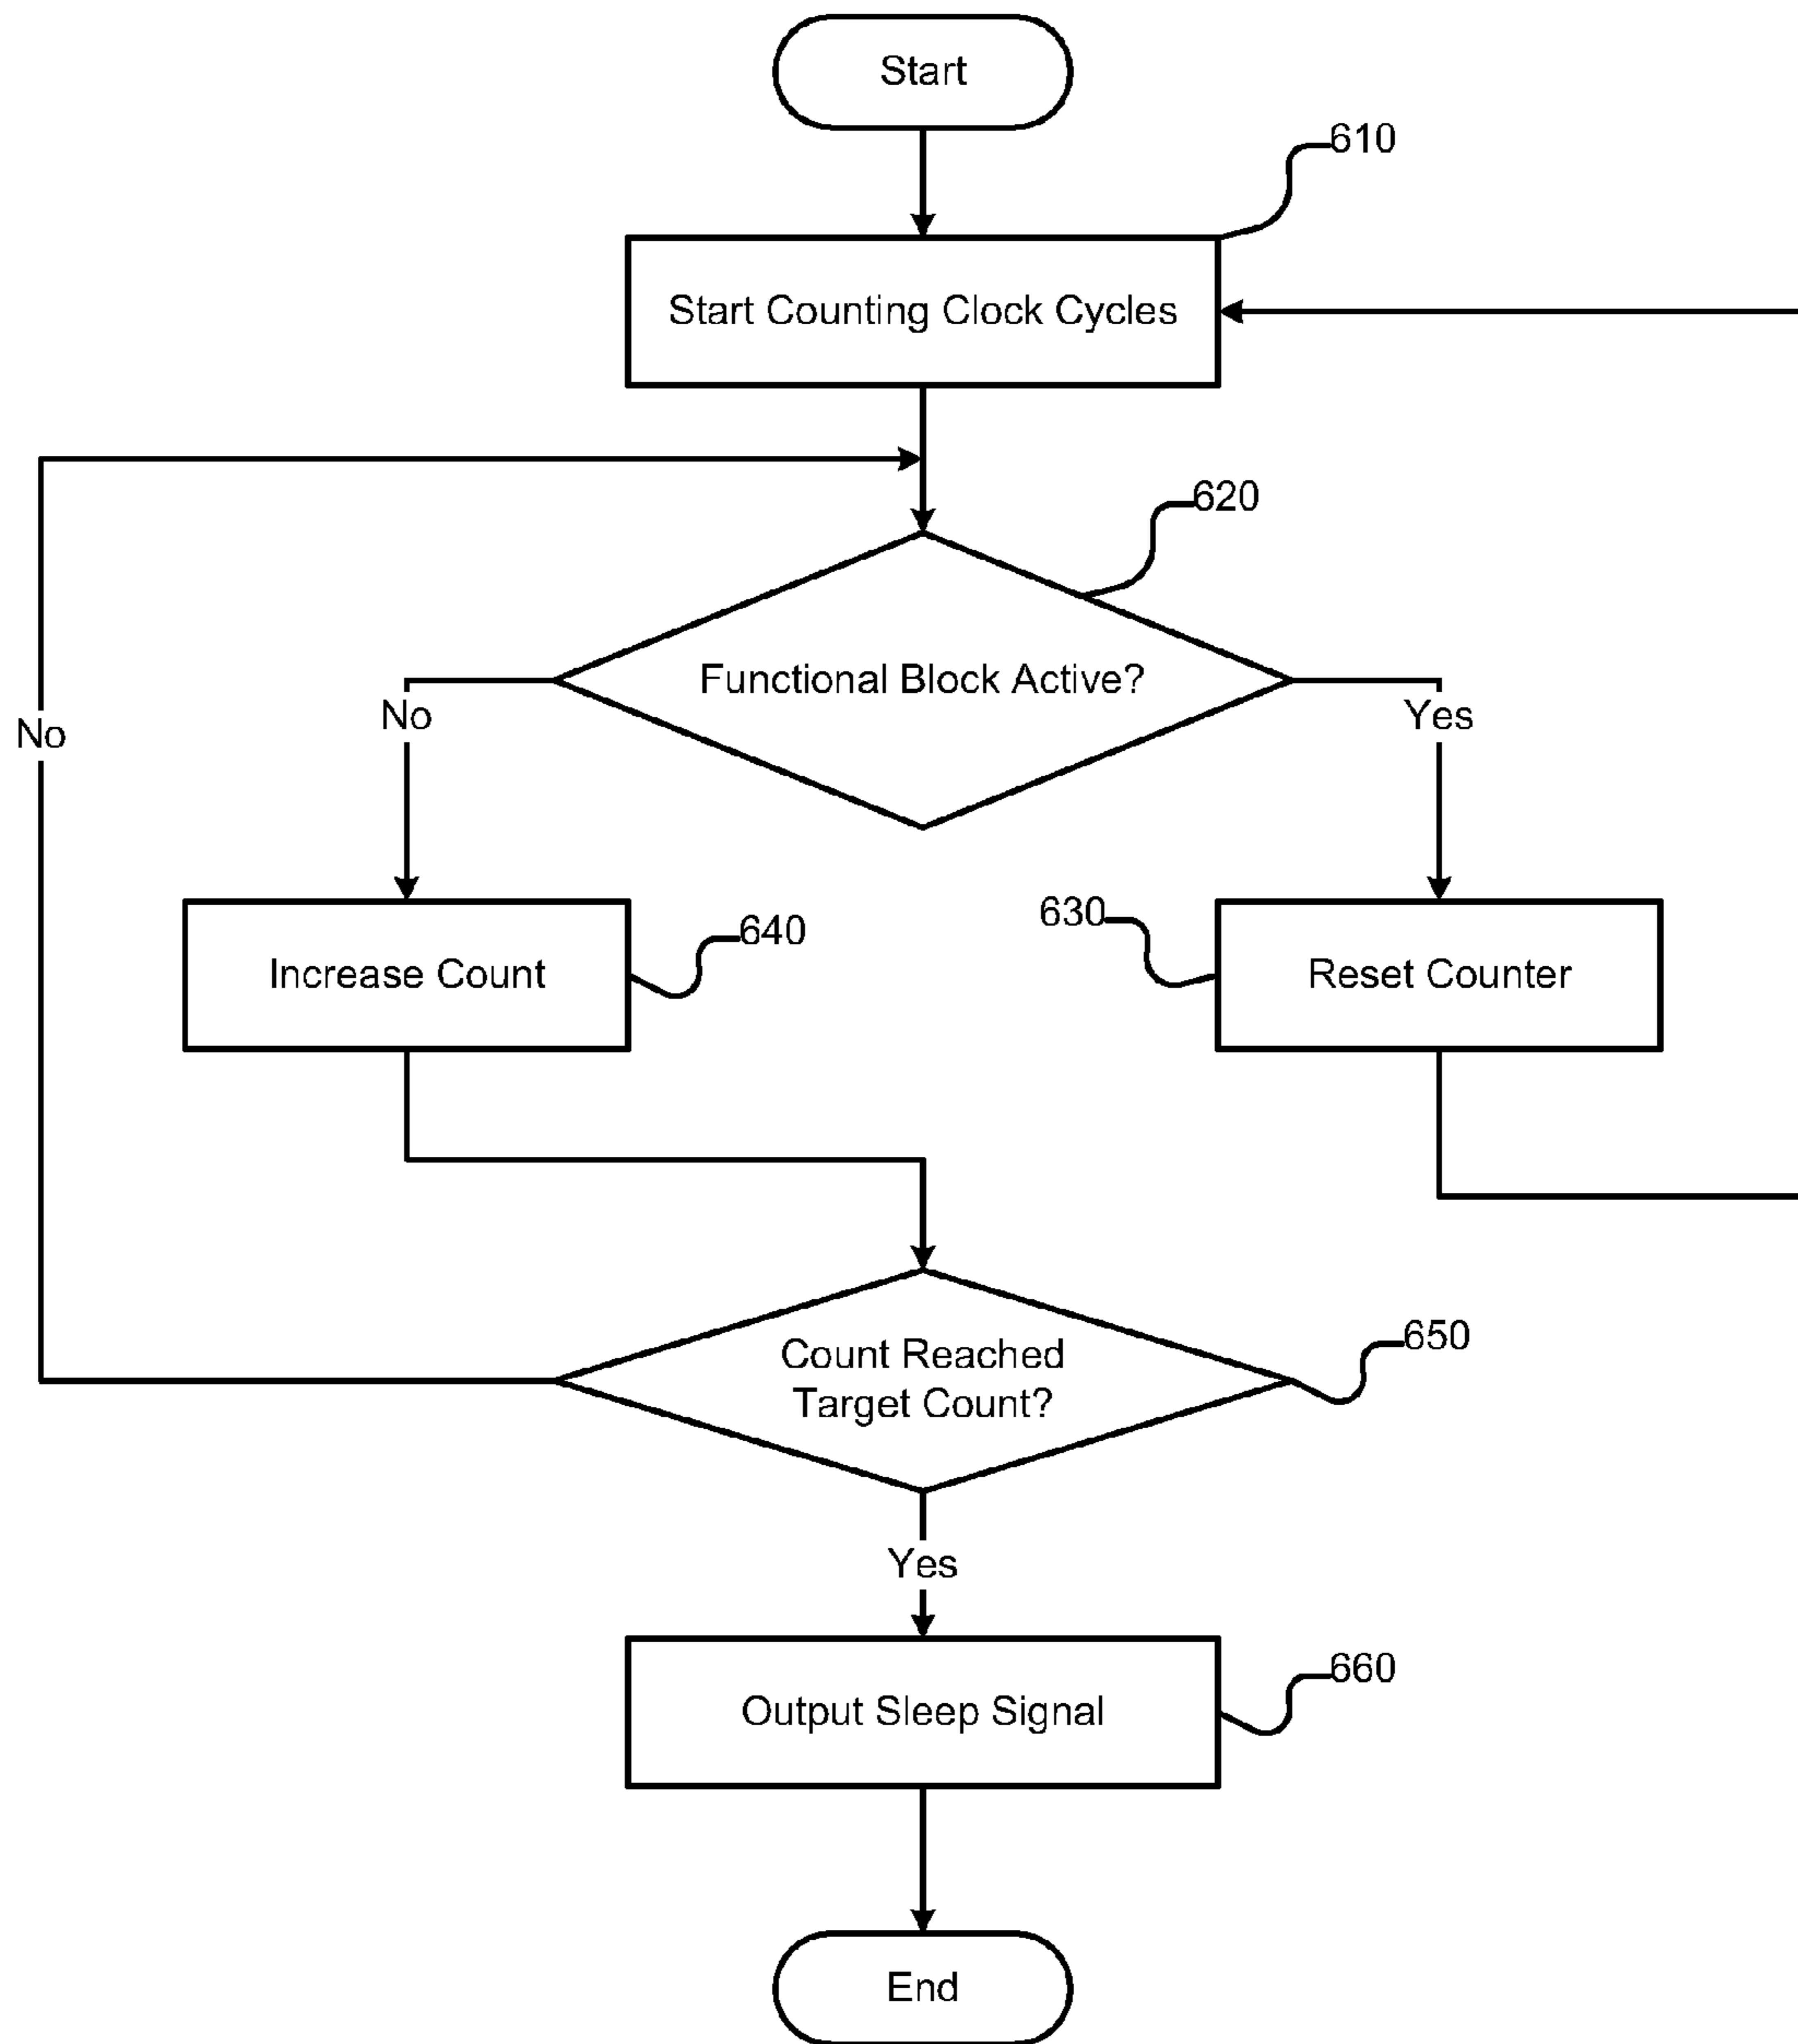 Start
610
Start Counting Clock Cycles
620
Functional Block Active?
No
No
Yes
640
630
Increase Count
Reset Counter
650
Count Reached
Target Count?
Yes
660
Output Sleep Signal
End